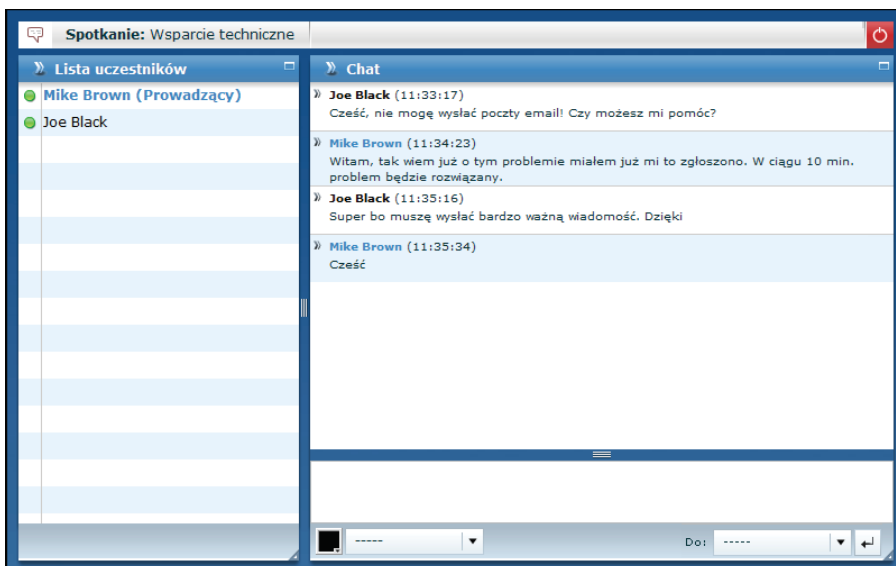 Spotkanie: Wsparcie techniczne
Lista uczestników
Mike Brown (Prowadzący)
Joe Black
Chat
Joe Black (11:33:17)
Cześć, nie mogę wysłać poczty email! Czy możesz mi pomóc?
Mike Brown (11:34:23)
Witam, tak wiem już o tym problemie miałem już mi to zgłoszono. W ciągu 10 min.
problem będzie rozwiązany.
Joe Black (11:35:16)
Super bo muszę wysłać bardzo ważną wiadomość. Dzięki
Mike Brown (11:35:34)
Cześć
-----
Do: -----